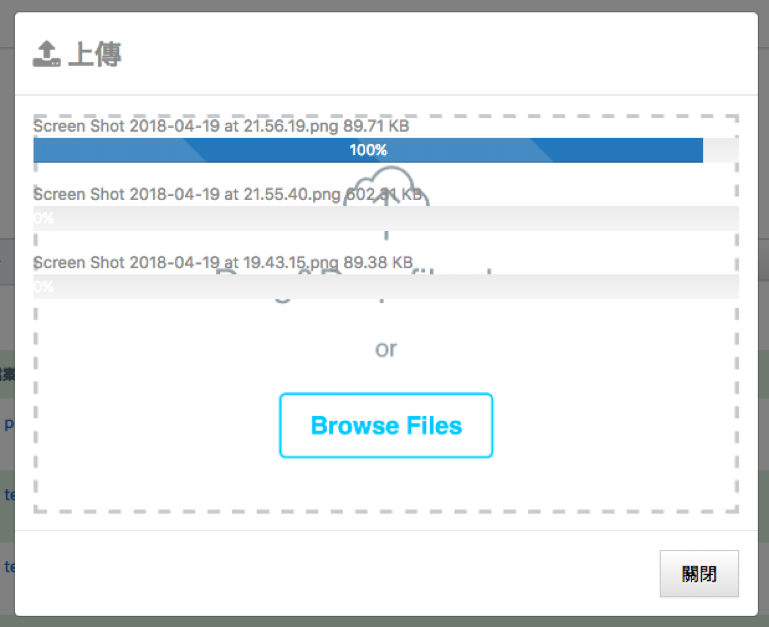 上傳
Screen Shot 2018-04-19 at 21.56.19.png 89.71 KB
100%
Screen Shot 2018-04-19 at 21.55.40.png 602.31 KB
0%
Screen Shot 2018-04-19 at 19.43.15.png 89.38 KB
0%
or
Browse Files
關閉